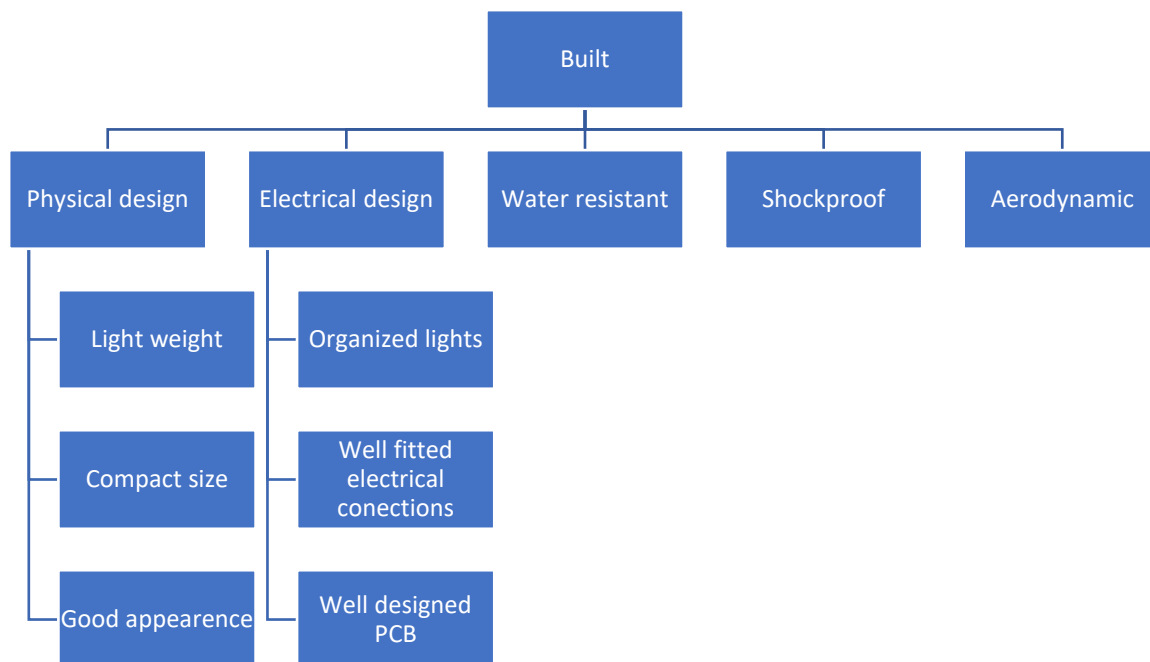 Built
Physical design
Electrical design
Water resistant
Shockproof
Aerodynamic
Light weight
Organized lights
Compact size
Well fitted
electrical
conections
Good appearence
Well designed
PCB